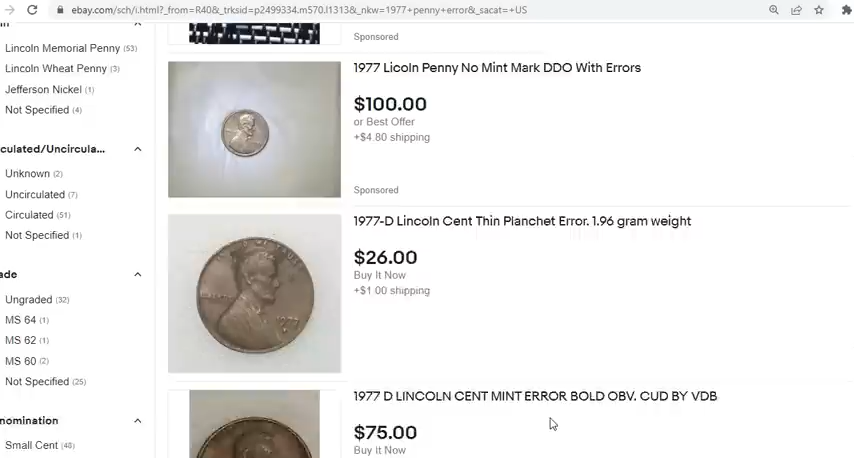 ebay.com/sch/i.html?_from=R40&_trksid=p2499334.m570.l1313&_nkw=1977+penny+error&_sacat=+US
Lincoln Memorial Penny (53)
Lincoln Wheat Penny (3)
Jefferson Nickel (1)
Not Specified (4)
culated/Uncircula...
Unknown (2)
Uncirculated (7)
Circulated (51)
Not Specified (1)
ade
Ungraded (32)
MS 64 (1)
MS 62 (1)
MS 60 (2)
Not Specified (25)
nomination
Small Cent (48)
Sponsored
1977 Licoln Penny No Mint Mark DDO With Errors
$100.00
or Best Offer
+$4.80 shipping
Sponsored
1977-D Lincoln Cent Thin Planchet Error. 1.96 gram weight
$26.00
Buy It Now
+$1.00 shipping
1977
1977 D LINCOLN CENT MINT ERROR BOLD OBV. CUD BY VDB
$75.00
Buy It Now